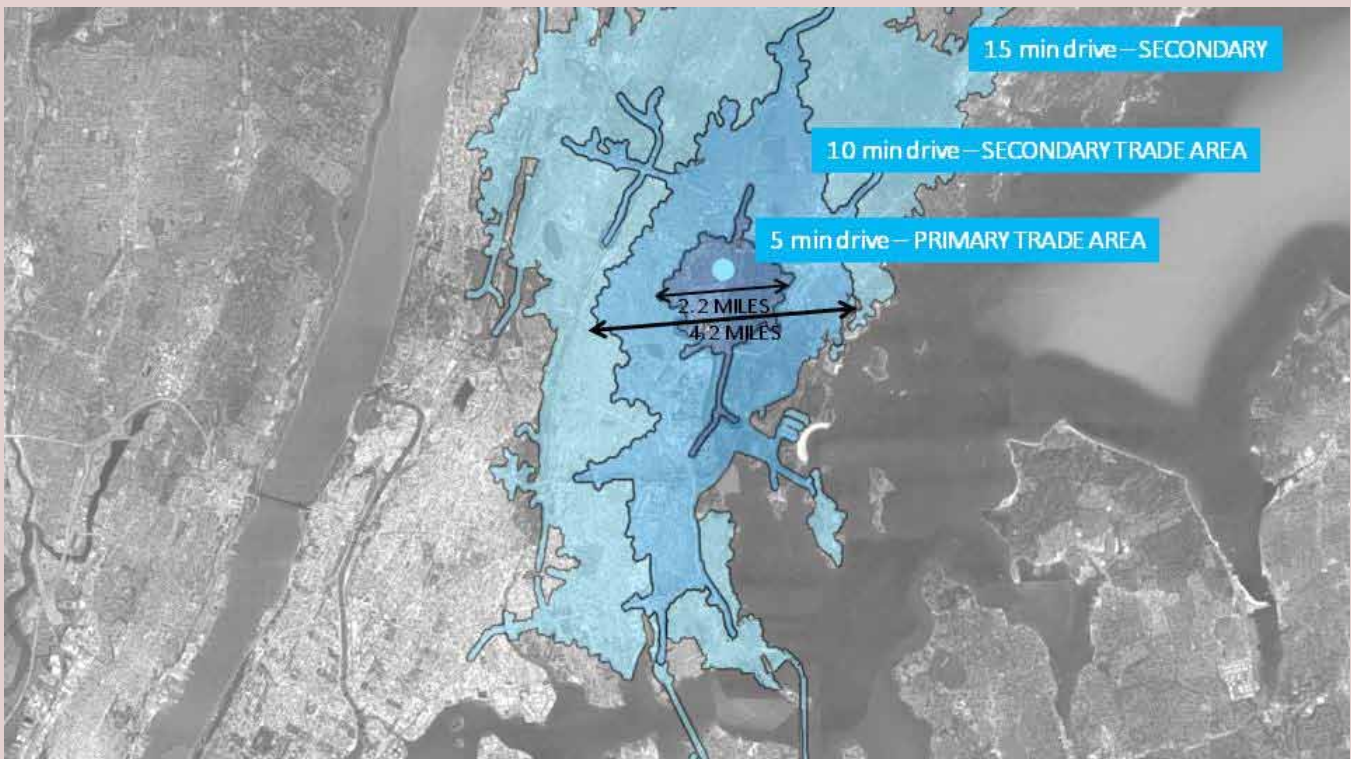 15 min drive – SECONDARY
10 min drive – SECONDARY TRADE AREA
5 min drive – PRIMARY TRADE AREA
2.2 MILES
4.2 MILES